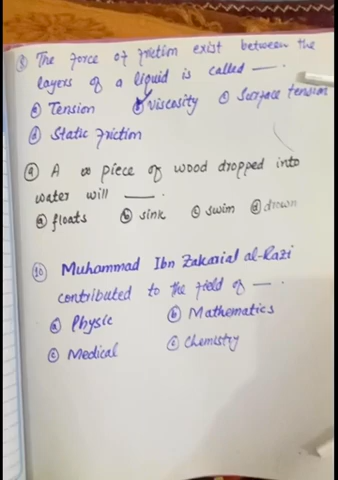 ⑧ The force of friction exist between the
layers of a liquid is called —.
ⓐ Tension ⓑ viscosity ⓒ Surface tension
ⓓ Static Friction
⑨ A piece of wood dropped into
water will —.
ⓐ floats ⓑ sink ⓒ swim ⓓ drown
⑩ Muhammad Ibn Zakarial al-Razi
contributed to the field of —.
ⓐ Physic ⓑ Mathematics
ⓒ Medical ⓒ Chemistry